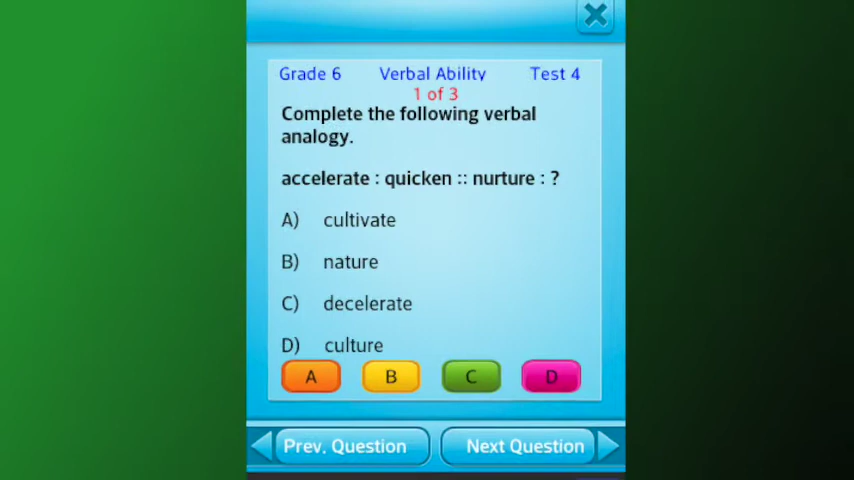 Grade 6 Verbal Ability Test 4
1 of 3
Complete the following verbal
analogy.
accelerate : quicken :: nurture : ?
A) cultivate
B) nature
C) decelerate
D) culture
A B C D
Prev. Question Next Question